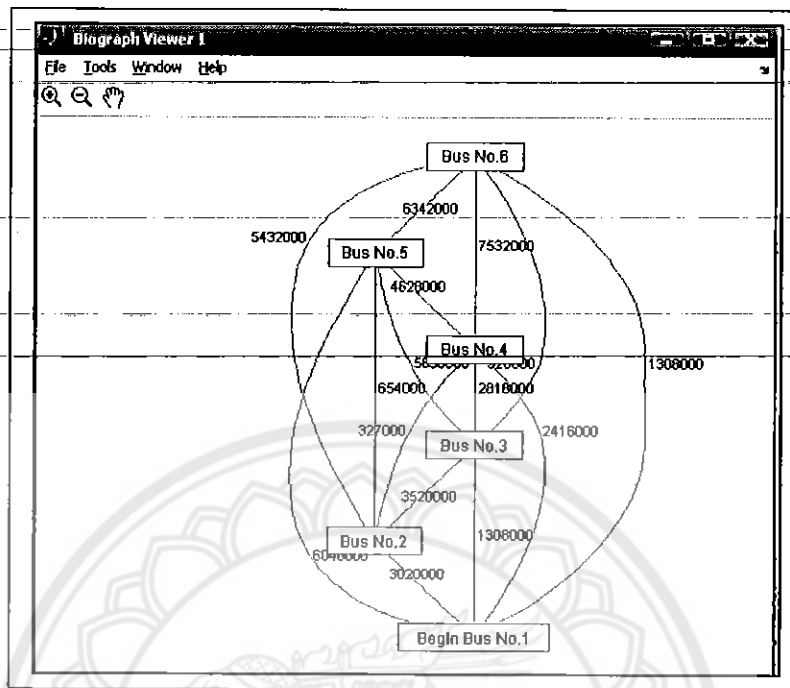 Biograph Viewer 1
File Tools Window Help
Bus No.6
6342000
5432000
7532000
Bus No.5
4628000
Bus No.4
1308000
654000
2818000
327000
2416000
Bus No.3
3520000
1308000
Bus No.2
3020000
Begin Bus No.1